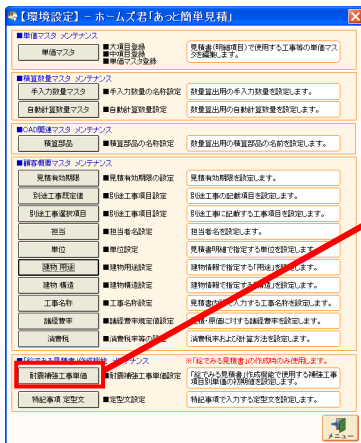 【環境設定】 - ホームズ君「あっと簡単見積」
■単価マスタ メンテナンス
単価マスタ
■大項目登録
■中項目登録
■単価マスタ登録
見積書(明細項目)で使用する工事等の単価マスタを編集します。
■積算数量マスタ メンテナンス
手入力数量マスタ ■手入力数量の名称設定 数量算出用の手入力数量を設定します。
自動計算数量マスタ ■自動計算数量設定 数量算出用の自動計算数量を設定します。
■CAD関連マスタ メンテナンス
積算部品 ■積算部品の名称設定 数量算出用の積算部品の名前を設定します。
■顧客概要マスタ メンテナンス
見積有効期限 ■見積有効期限の設定 見積有効期限を設定します。
別途工事既定値 ■別途工事項目設定 別途工事の記載項目を設定します。
別途工事選択項目 ■別途工事項目設定 別途工事に記載する工事項目を設定します。
担当 ■担当者名設定 担当者名を設定します。
単位 ■単位設定 見積書明細で指定する単位を設定します。
建物 用途 ■建物用途設定 建物情報で指定する「用途」を設定します。
建物 構造 ■建物構造設定 建物情報で指定する「構造」を設定します。
工事名称 ■工事名称設定 見積書内で入力する工事名称を設定します。
諸経費率 ■諸経費率規定値設定 ・原価に対する諸経費率を設定します。
消費税 ■消費税率等の設定 消費税率および計算方法を設定します。
■「絵でみる見積書」作成機能 メンテナンス ※「絵でみる見積書」の作成時のみ使用します。
耐震補強工事単価 ■耐震補強工事単価設定 「絵でみる見積書」作成機能で使用する補強工事項目別単価の初期値を設定します。
特記事項 定型文 ■定型文設定 特記事項で入力する定型文を設定します。
メニュー